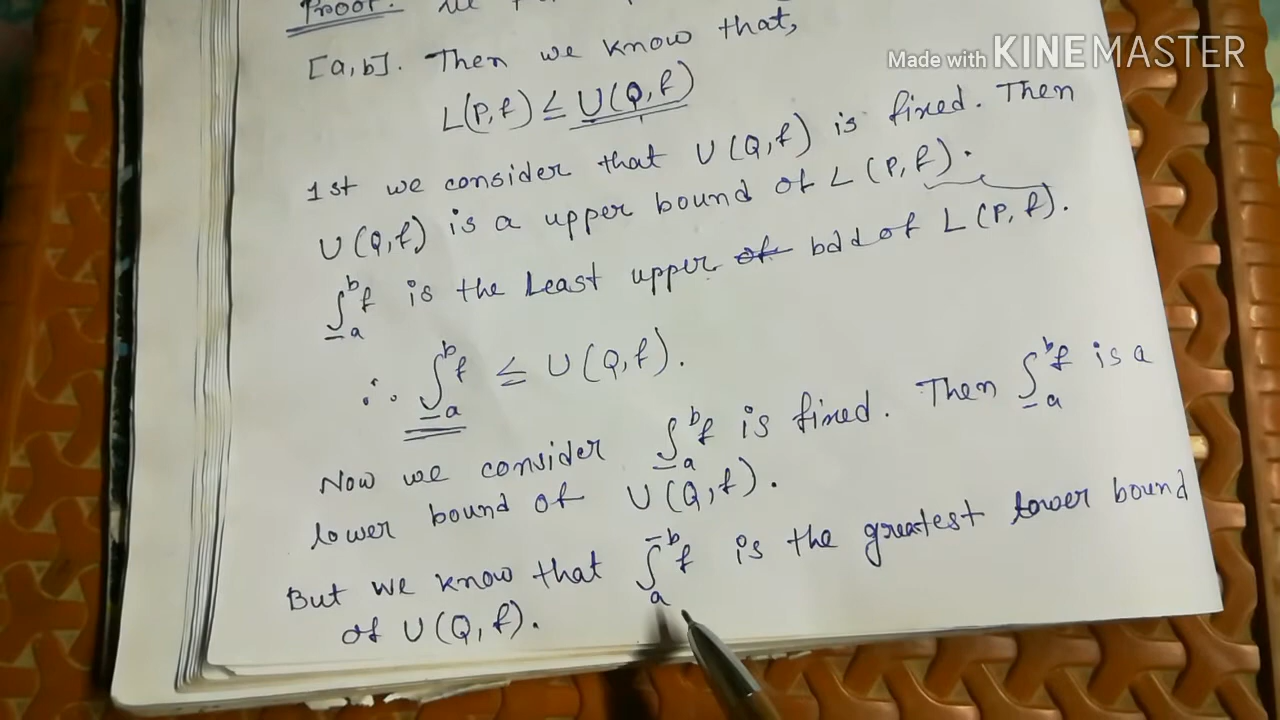 Proof.
[a,b]. Then we know that,
Made with KINEMASTER
L(P,f) ≤ U(Q,f)
1st we consider that U(Q,f) is fixed. Then
U(Q,f) is a upper bound of L(P,f).
∫_a^b f is the Least upper bdd of L(P,f).
∴ ∫_a^b f ≤ U(Q,f).
Now we consider ∫_a^b f is fixed. Then ∫_a^b f is a
lower bound of U(Q,f).
But we know that ∫_a^-b f is the greatest lower bound
of U(Q,f).